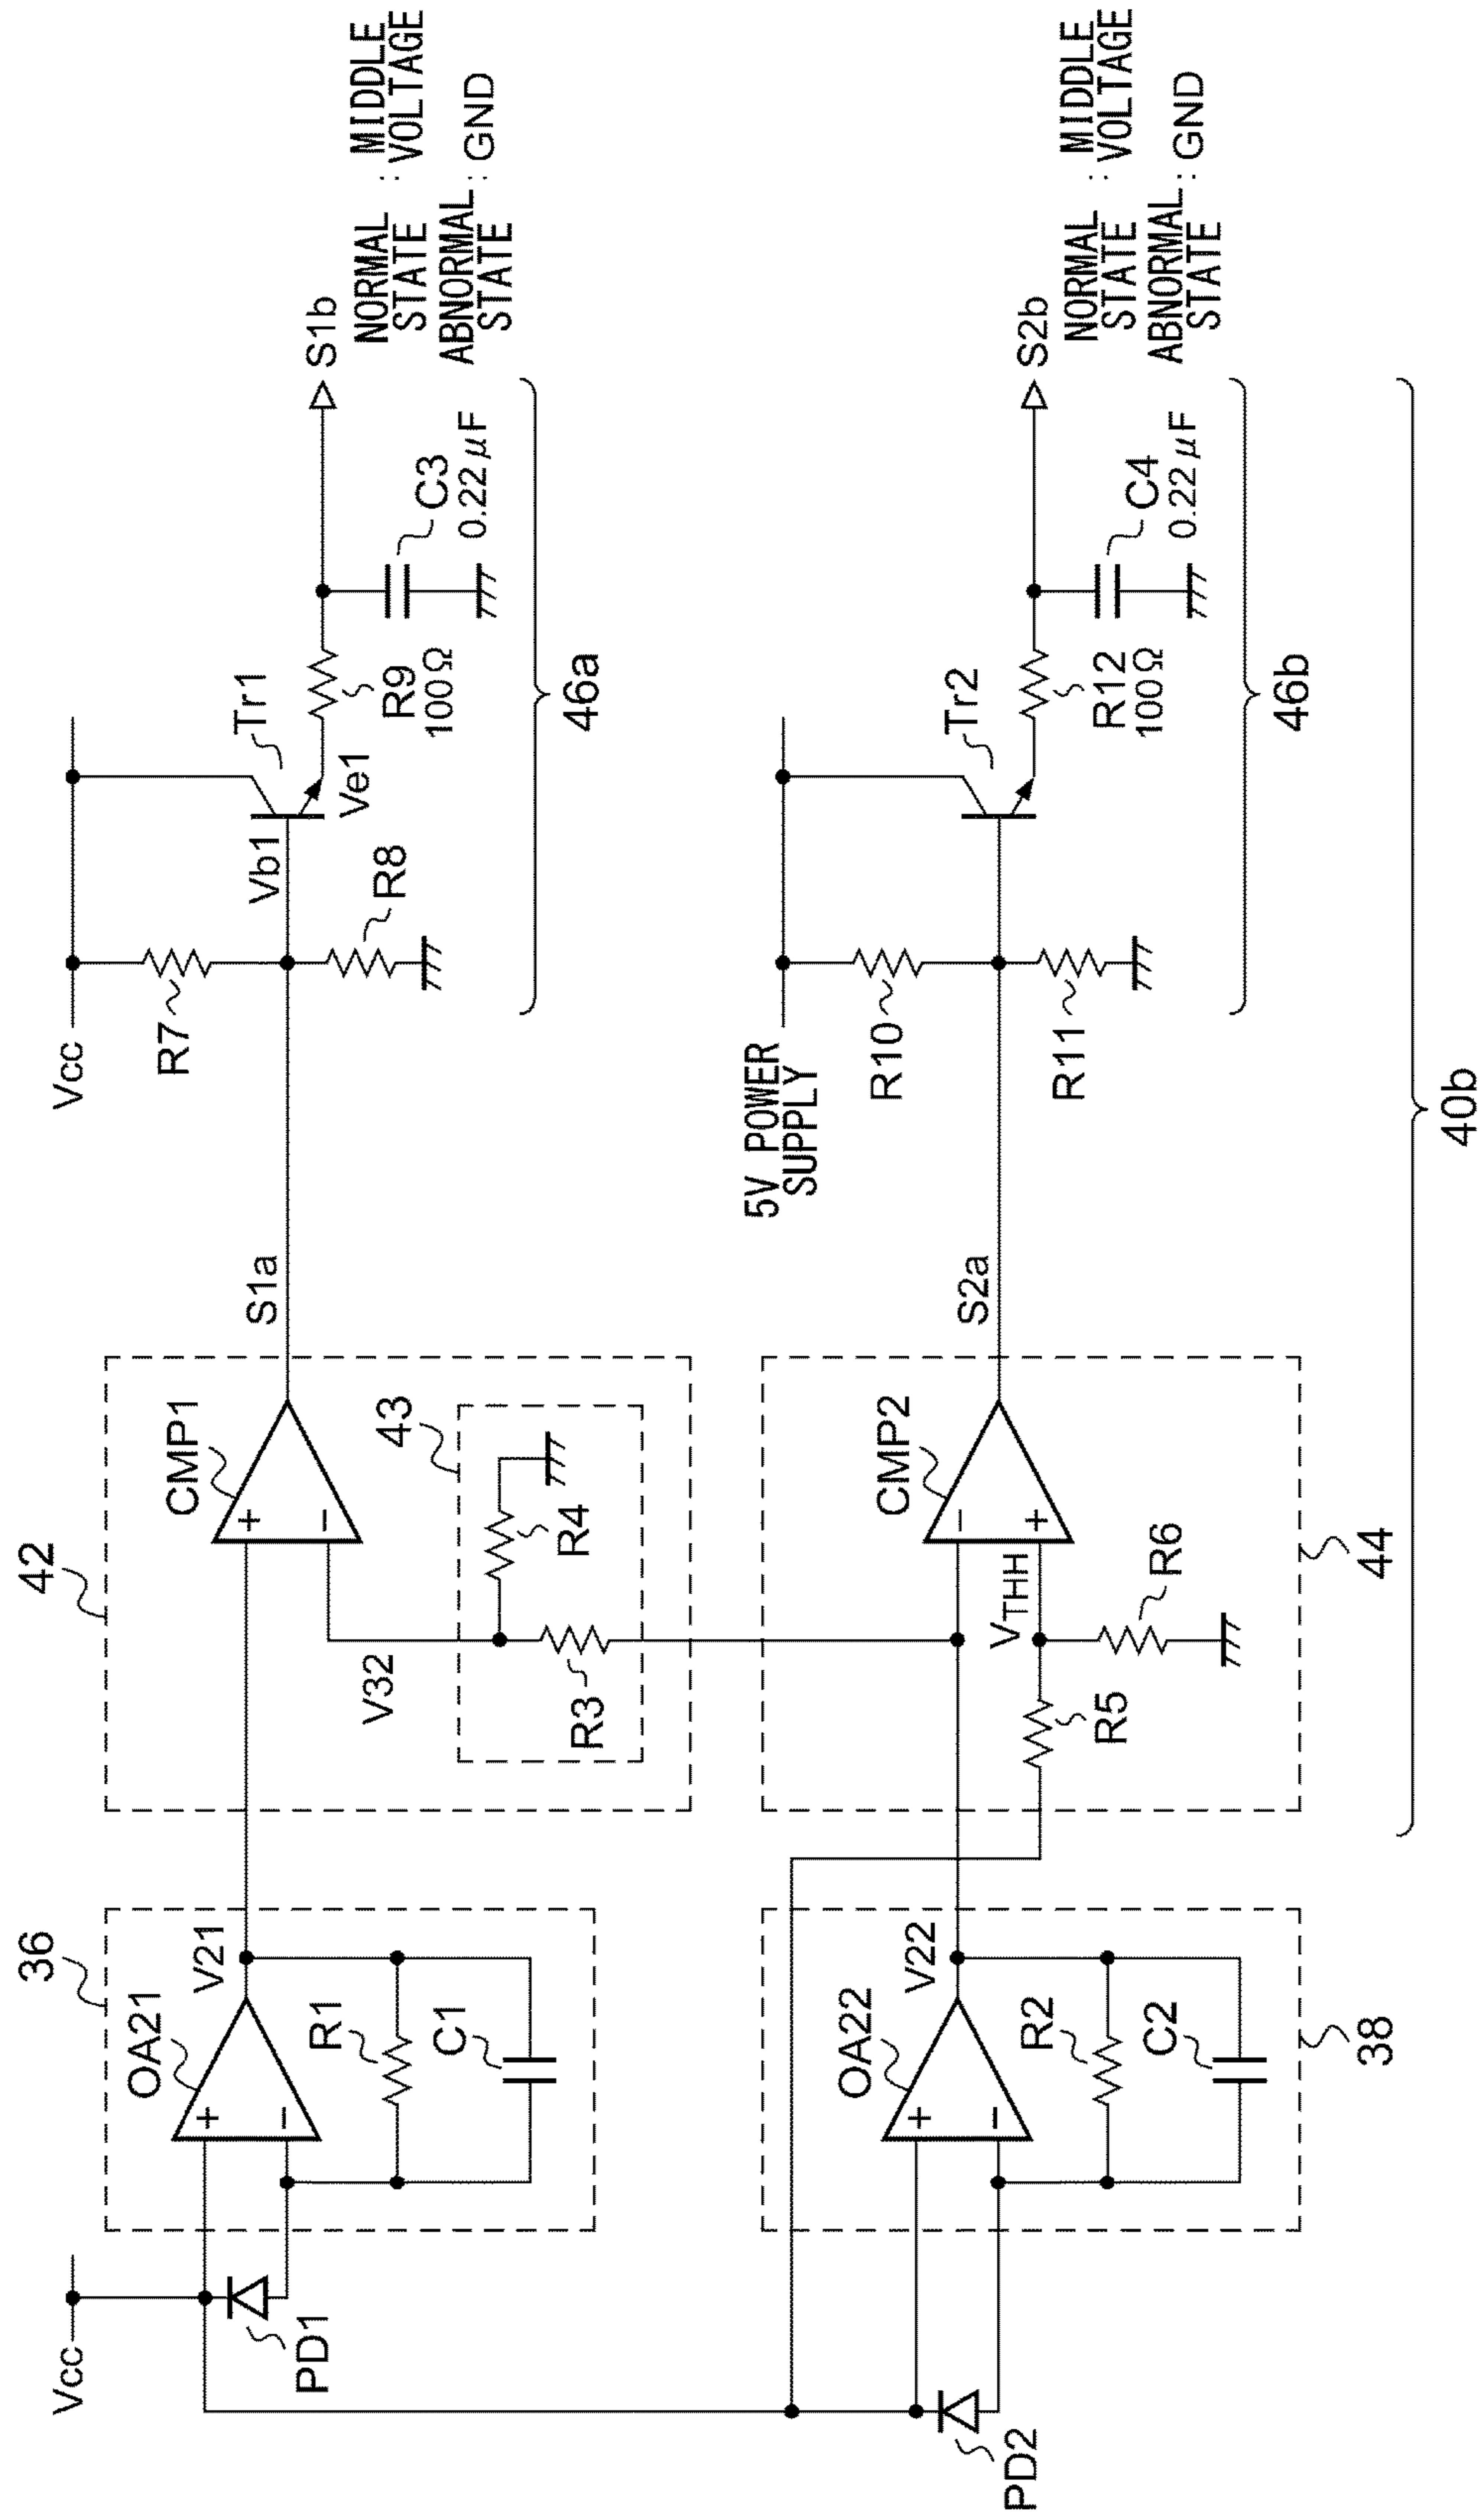 Vcc
36
OA21
V21
R1
C1
PD1
42
CMP1
V32
43
R3
R4
S1a
Vcc
R7
Vb1
R8
Tr1
Ve1
R9
100Ω
C3
0.22μF
46a
S1b
NORMAL STATE : MIDDLE VOLTAGE
ABNORMAL STATE : GND
PD2
OA22
V22
R2
C2
38
CMP2
VTHH
R5
R6
44
S2a
5V POWER
SUPPLY
R10
R11
Tr2
R12
100Ω
C4
0.22μF
46b
S2b
NORMAL STATE : MIDDLE VOLTAGE
ABNORMAL STATE : GND
40b
+
−
+
−
+
−
−
+